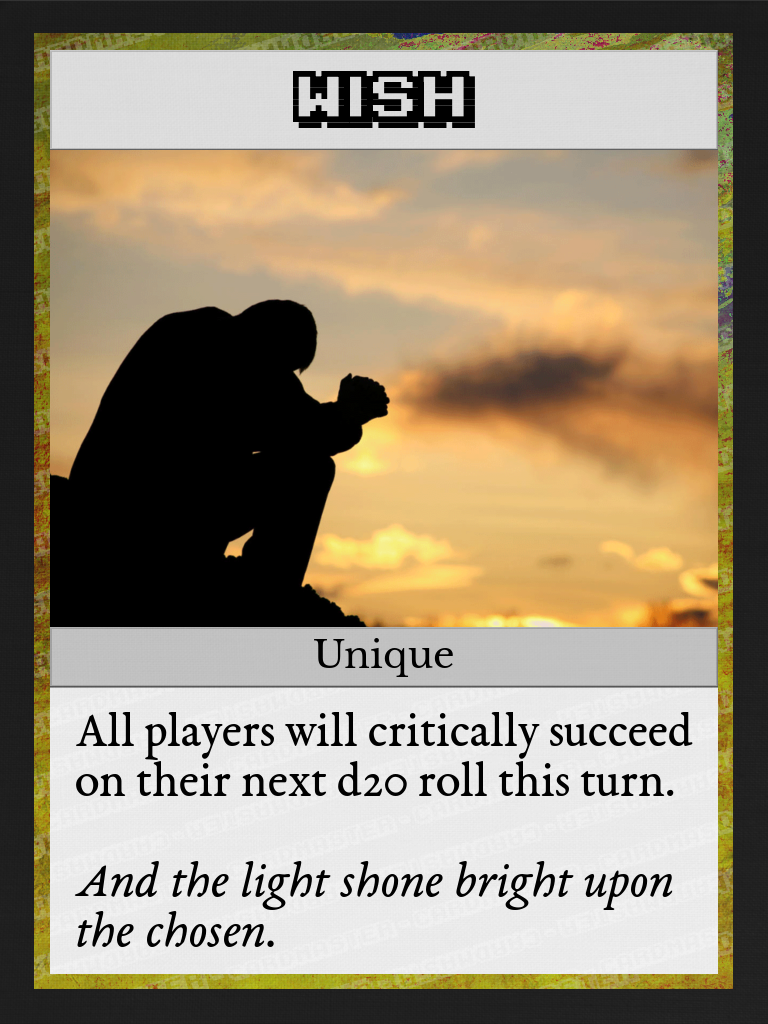 WISH
Unique
All players will critically succeed
on their next d20 roll this turn.
And the light shone bright upon
the chosen.